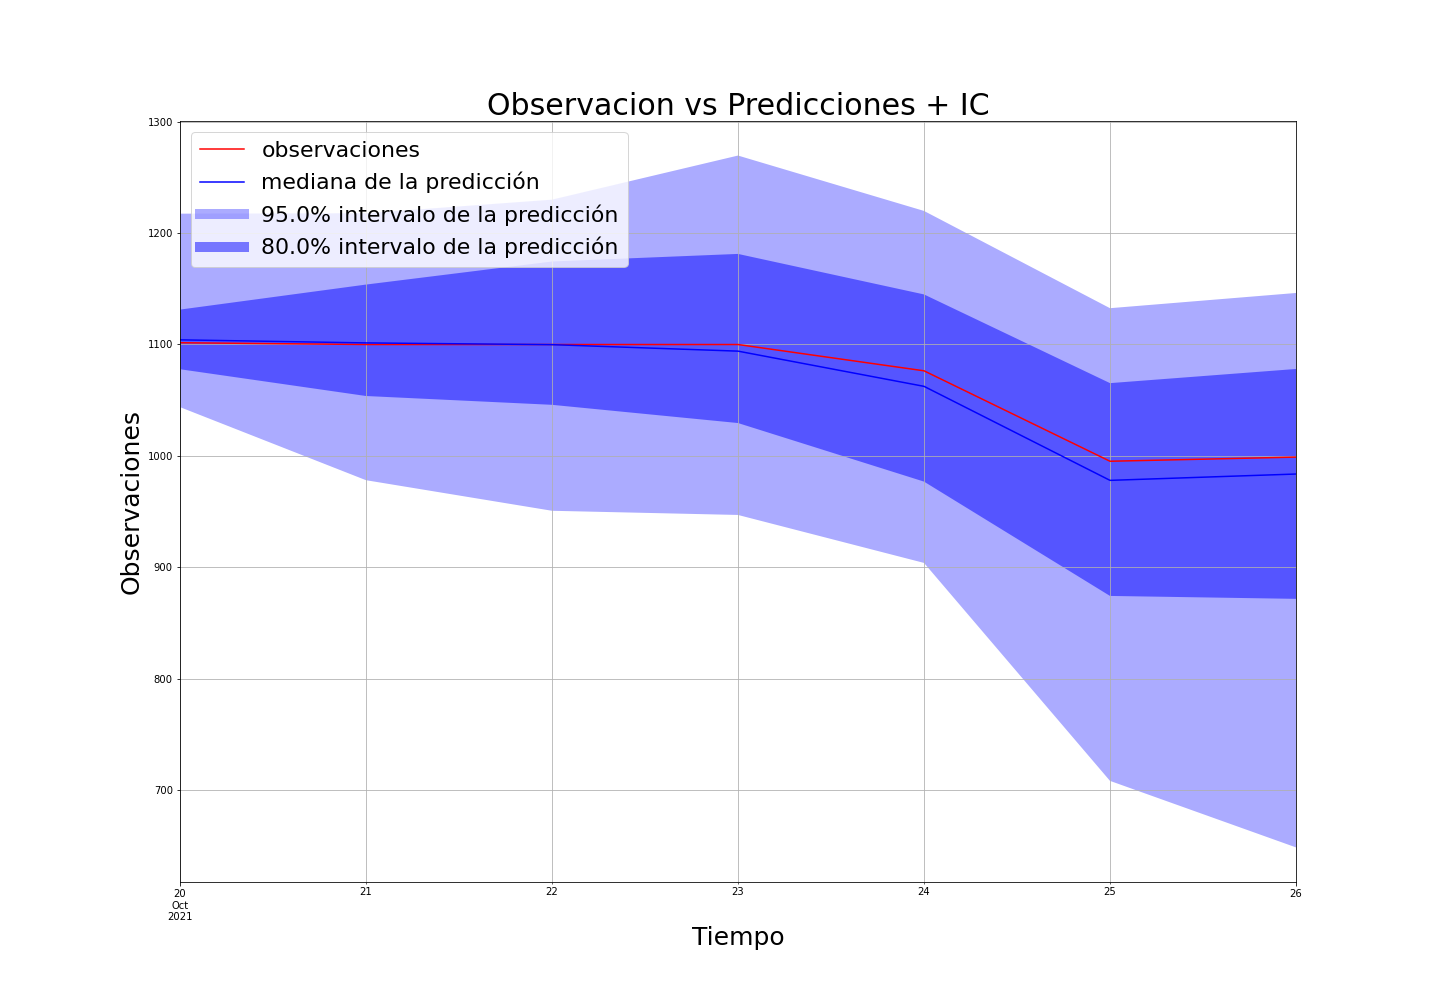 Observacion vs Predicciones + IC
observaciones
mediana de la predicción
95.0% intervalo de la predicción
80.0% intervalo de la predicción
Observaciones
1300
1200
1100
1000
900
800
700
20
Oct
2021
21
22
23
24
25
26
Tiempo